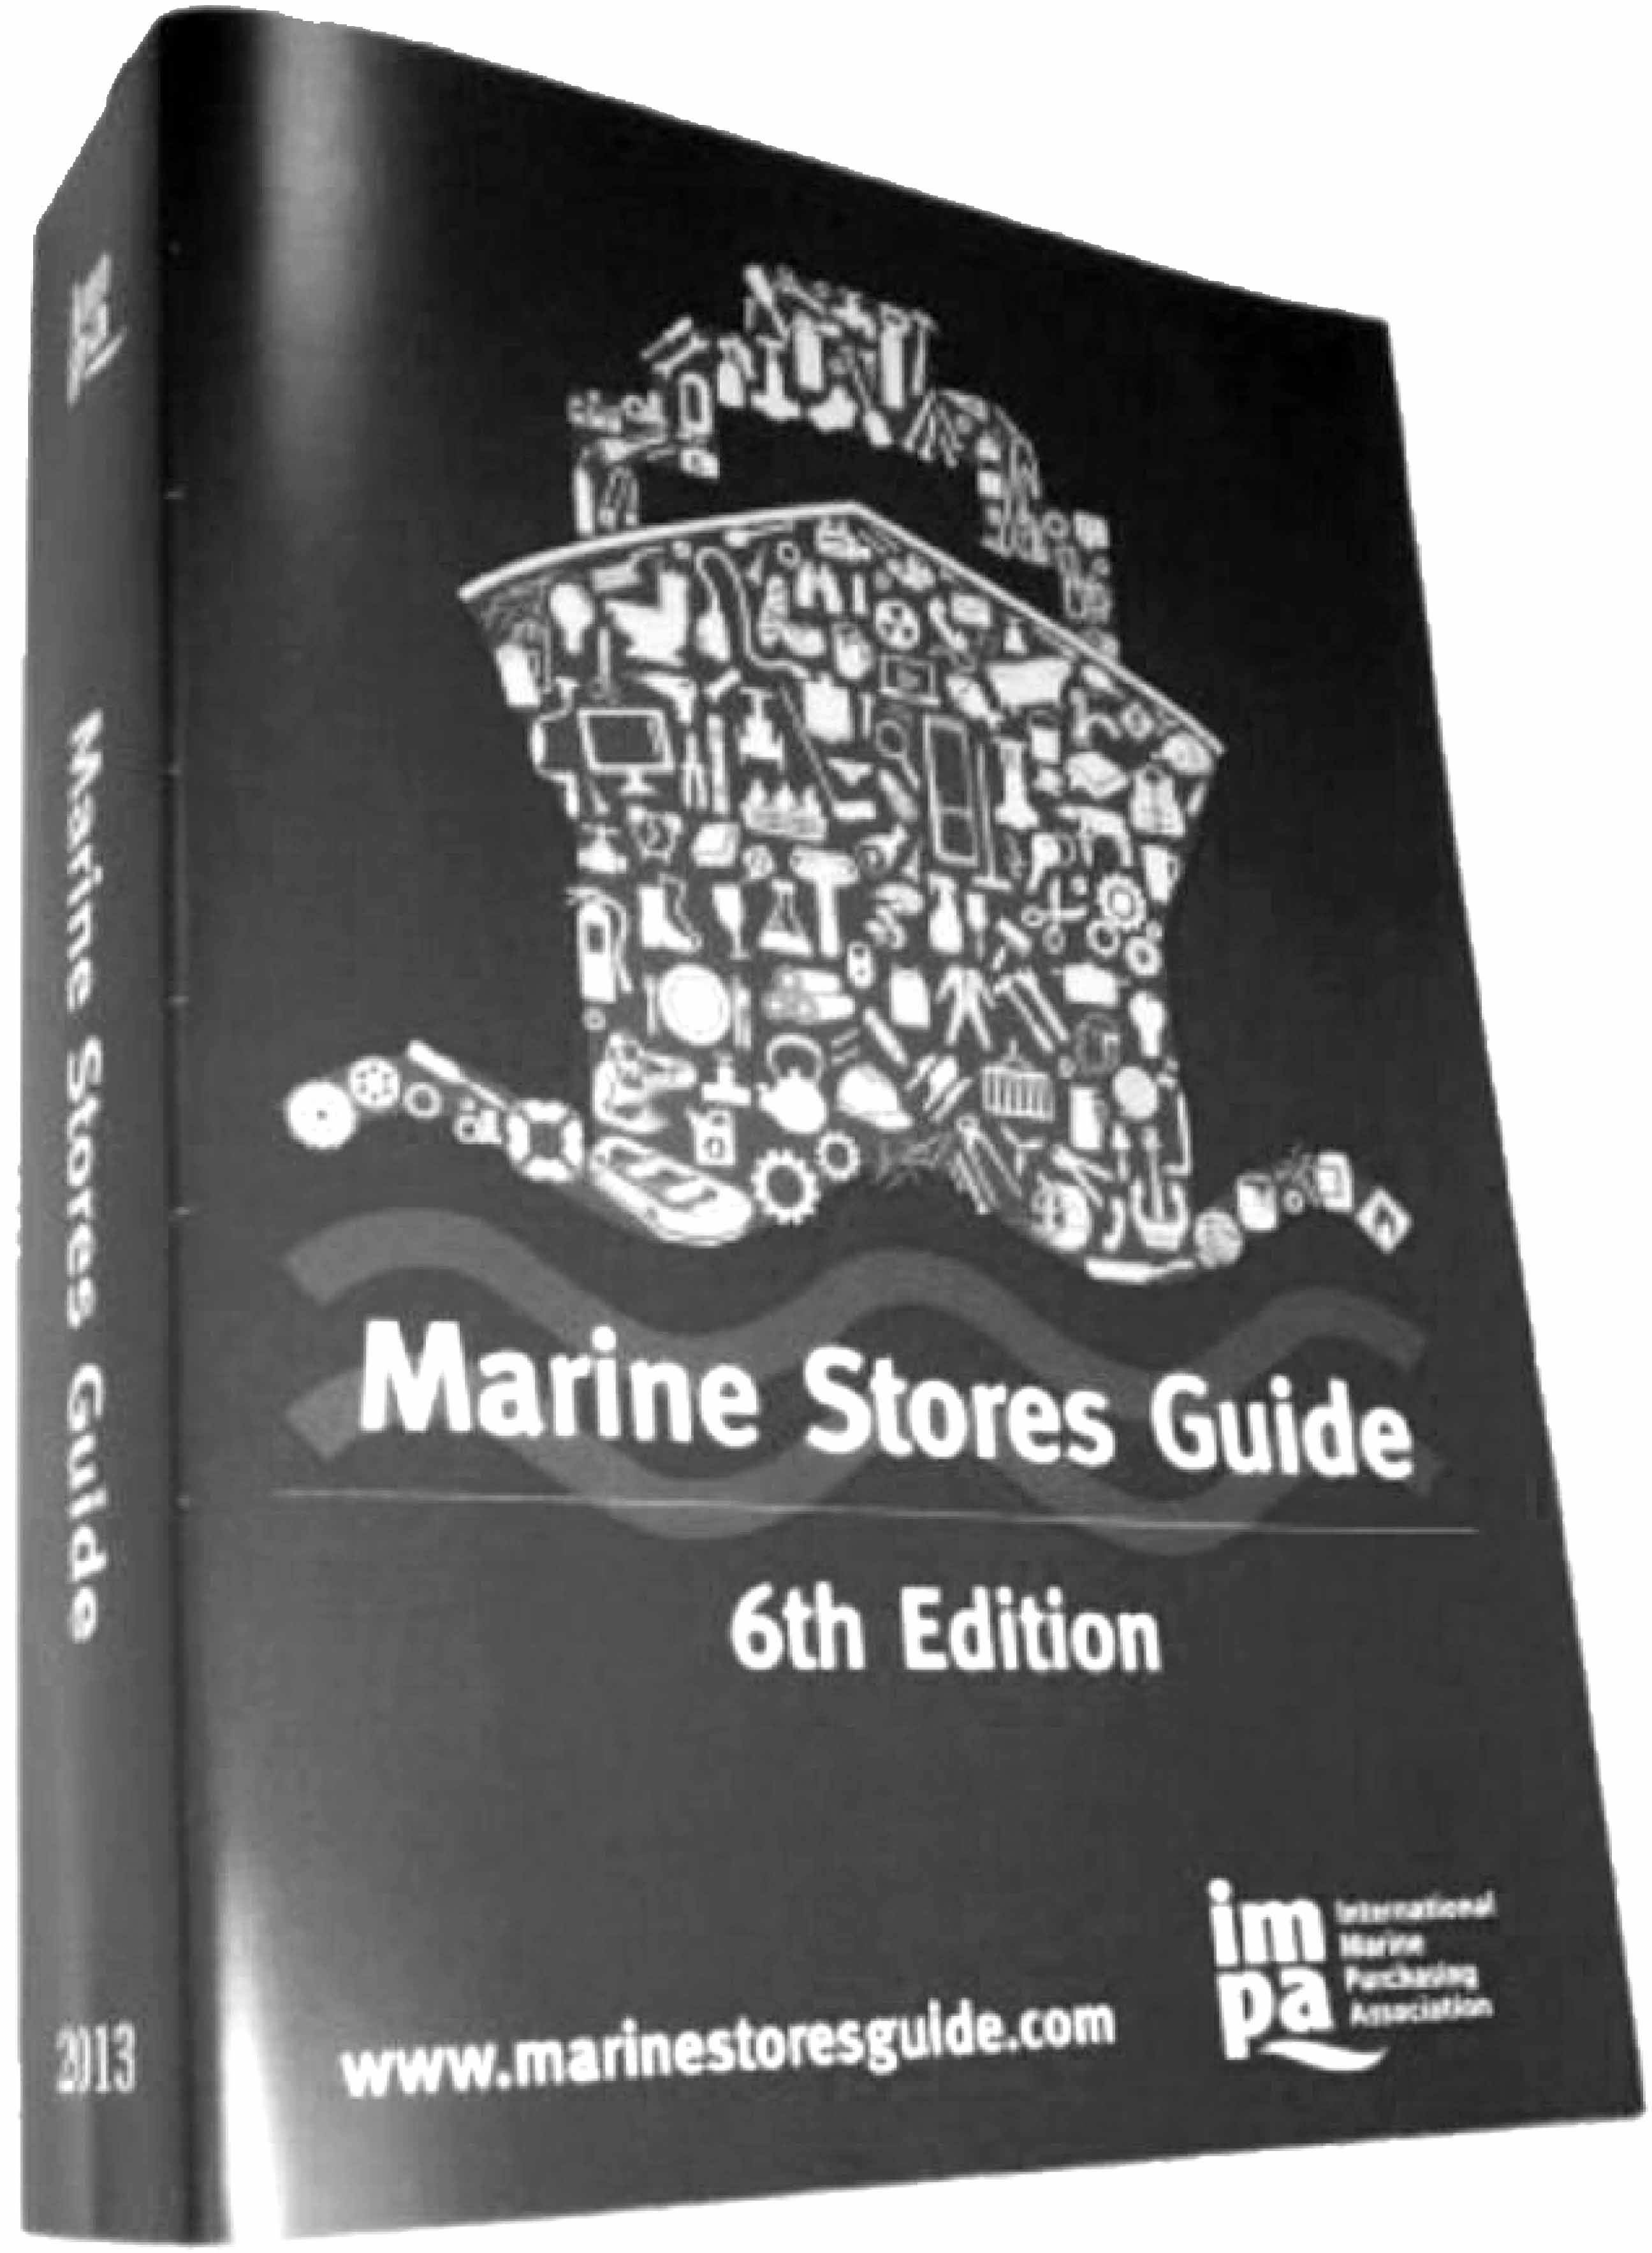 Marine Stores Guide
2013
Marine Stores Guide
6th Edition
www.marinestoresguide.com
im
pa
International
Marine
Purchasing
Association